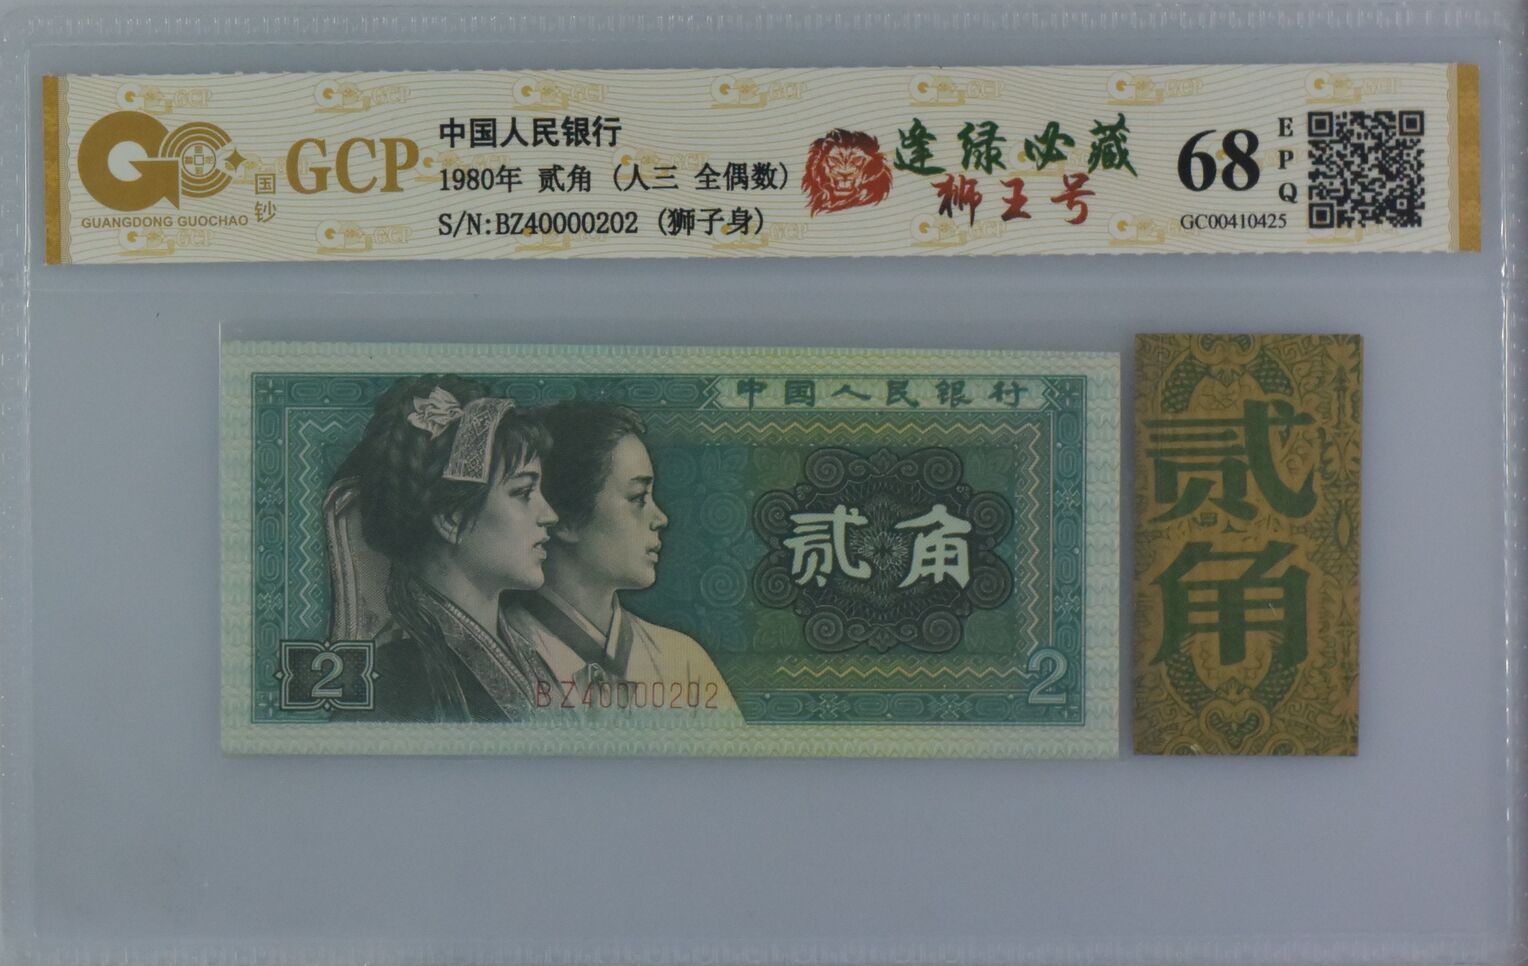 GUANGDONG GUOCHAO
国钞
GCP
中国人民银行
1980年 贰角 (人三 全偶数)
S/N:BZ40000202 (狮子身)
逢绿必藏
狮王号
68
EPQ
GC00410425
中国人民银行
贰角
2
BZ40000202
2
贰角